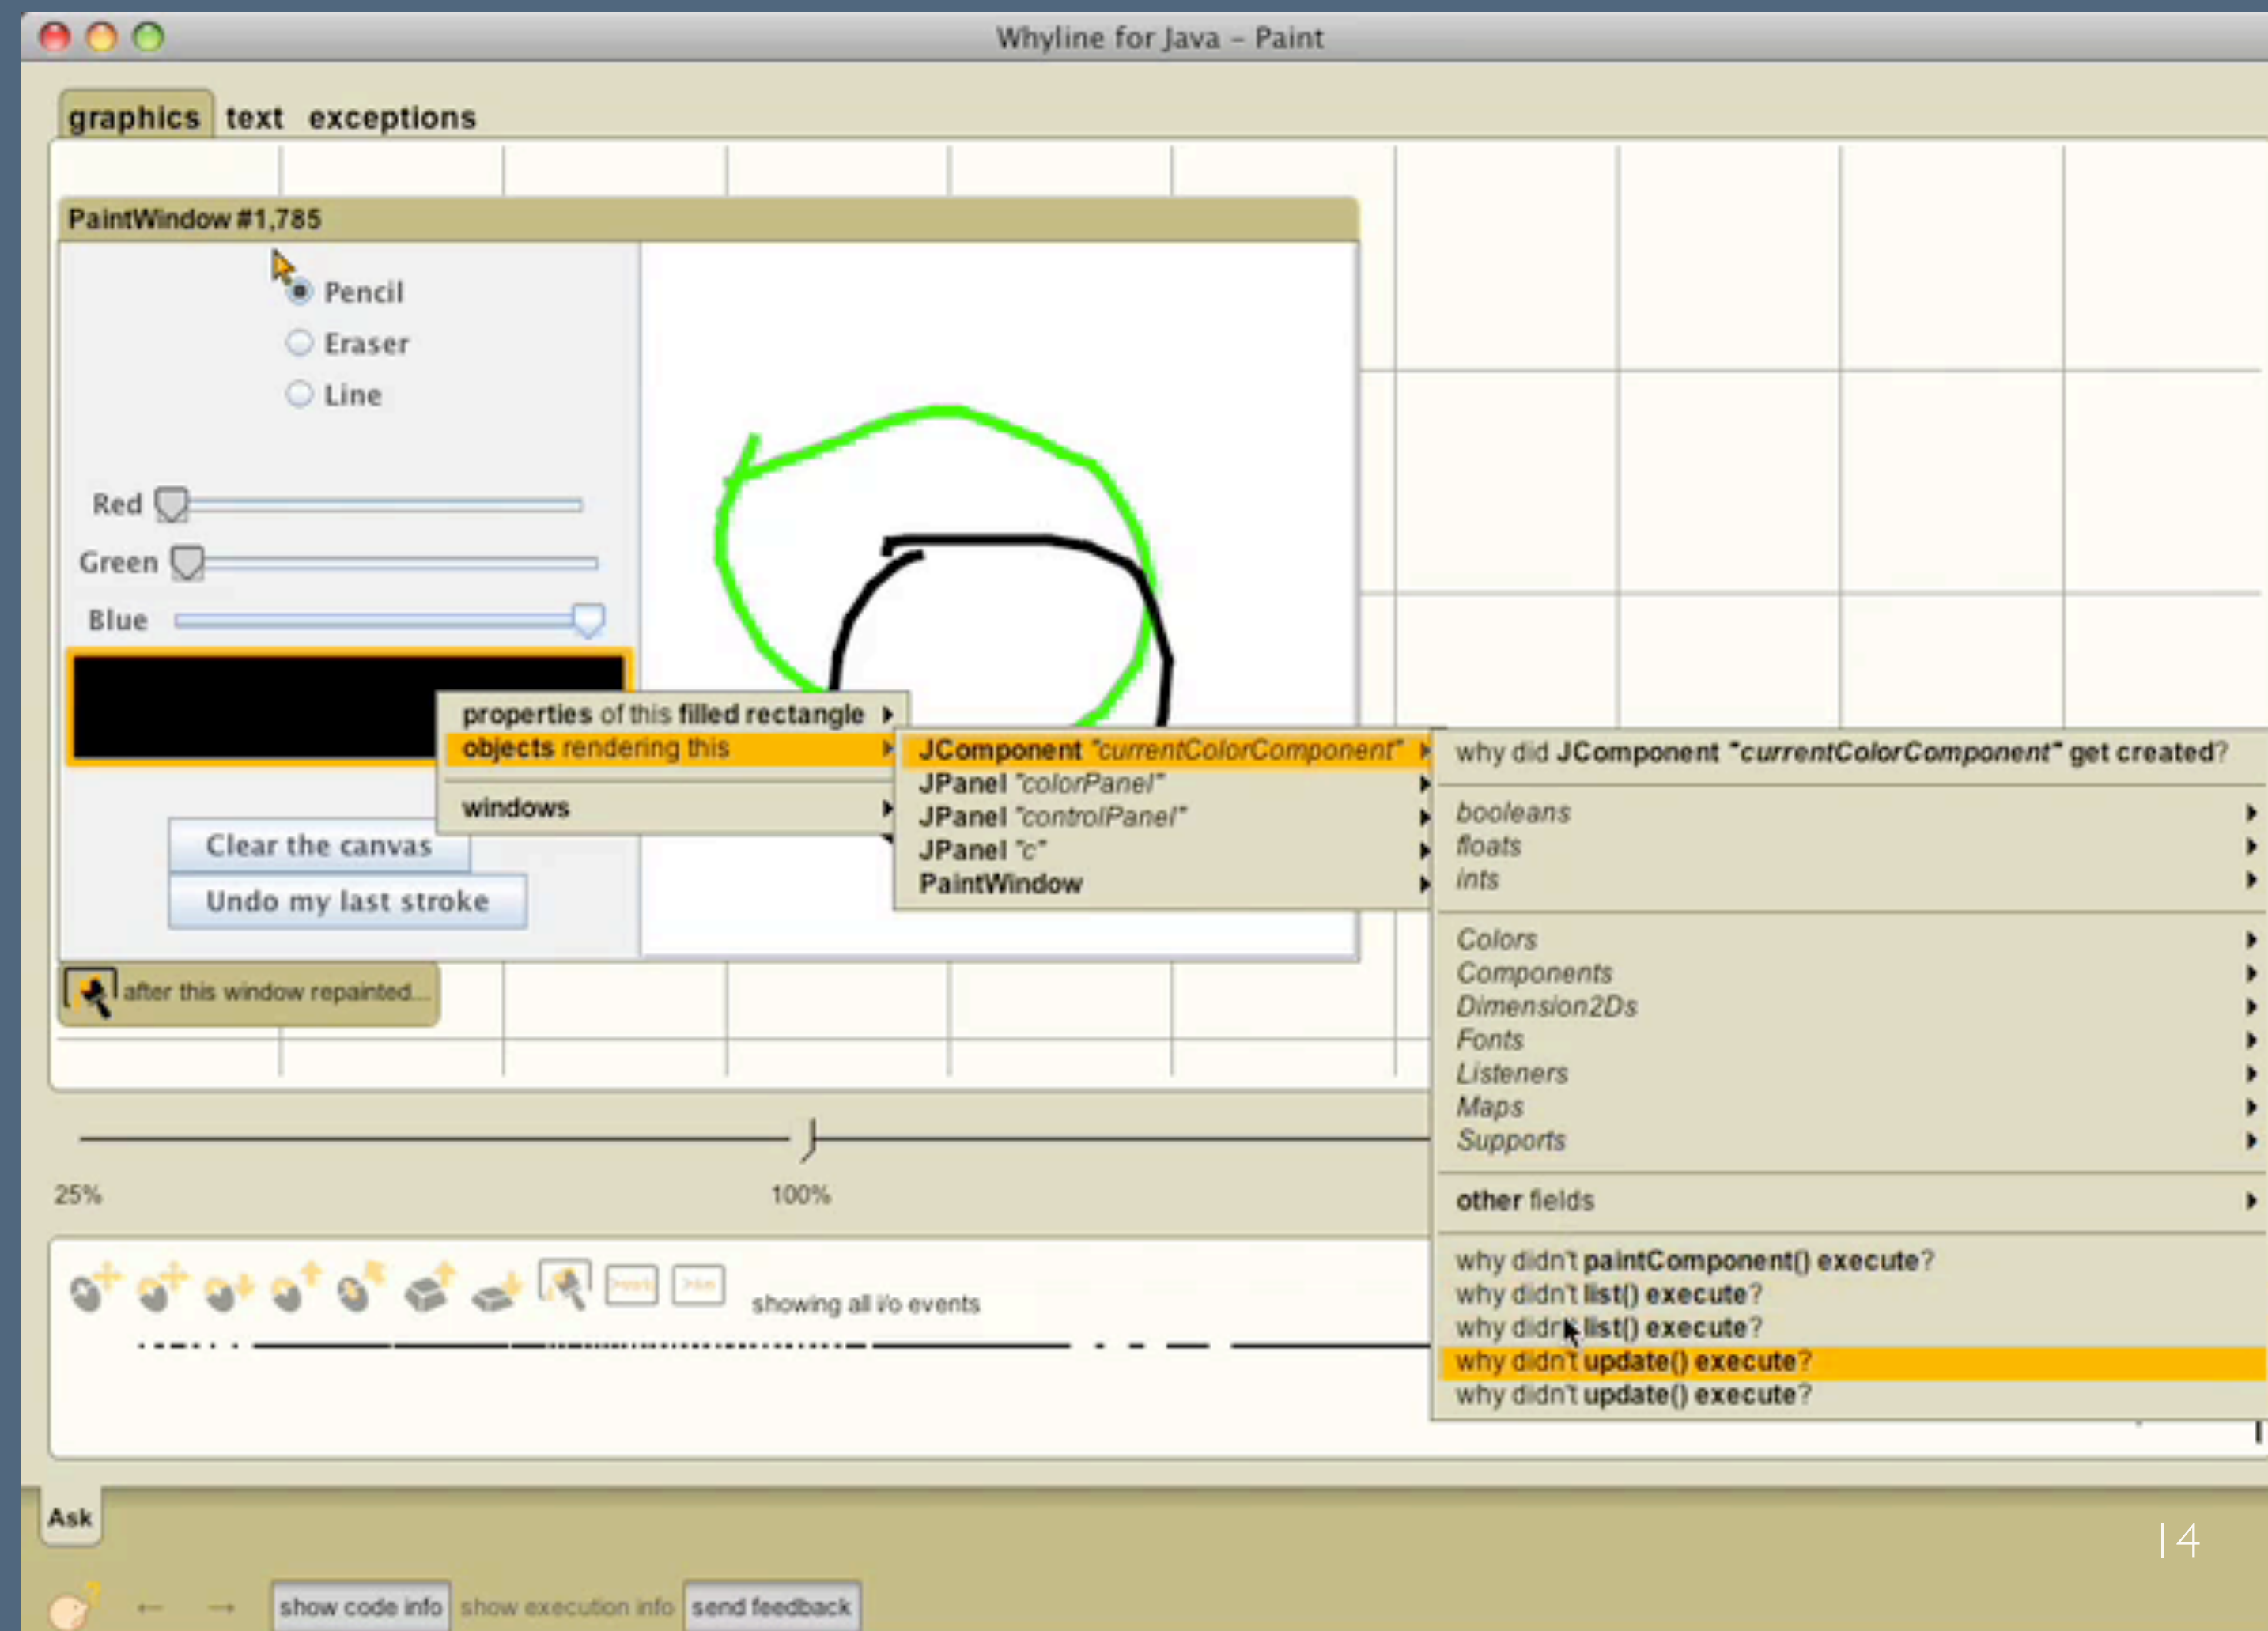 Whyline for Java – Paint
graphics text exceptions
PaintWindow #1,785
Pencil
Eraser
Line
Red
Green
Blue
properties of this filled rectangle
objects rendering this
windows
JComponent "currentColorComponent"
JPanel "colorPanel"
JPanel "controlPanel"
JPanel "c"
PaintWindow
why did JComponent "currentColorComponent" get created?
booleans
floats
ints
Colors
Components
Dimension2Ds
Fonts
Listeners
Maps
Supports
other fields
why didn't paintComponent() execute?
why didn't list() execute?
why didn't list() execute?
why didn't update() execute?
why didn't update() execute?
Clear the canvas
Undo my last stroke
after this window repainted...
25%
100%
showing all i/o events
Ask
14
show code info show execution info send feedback